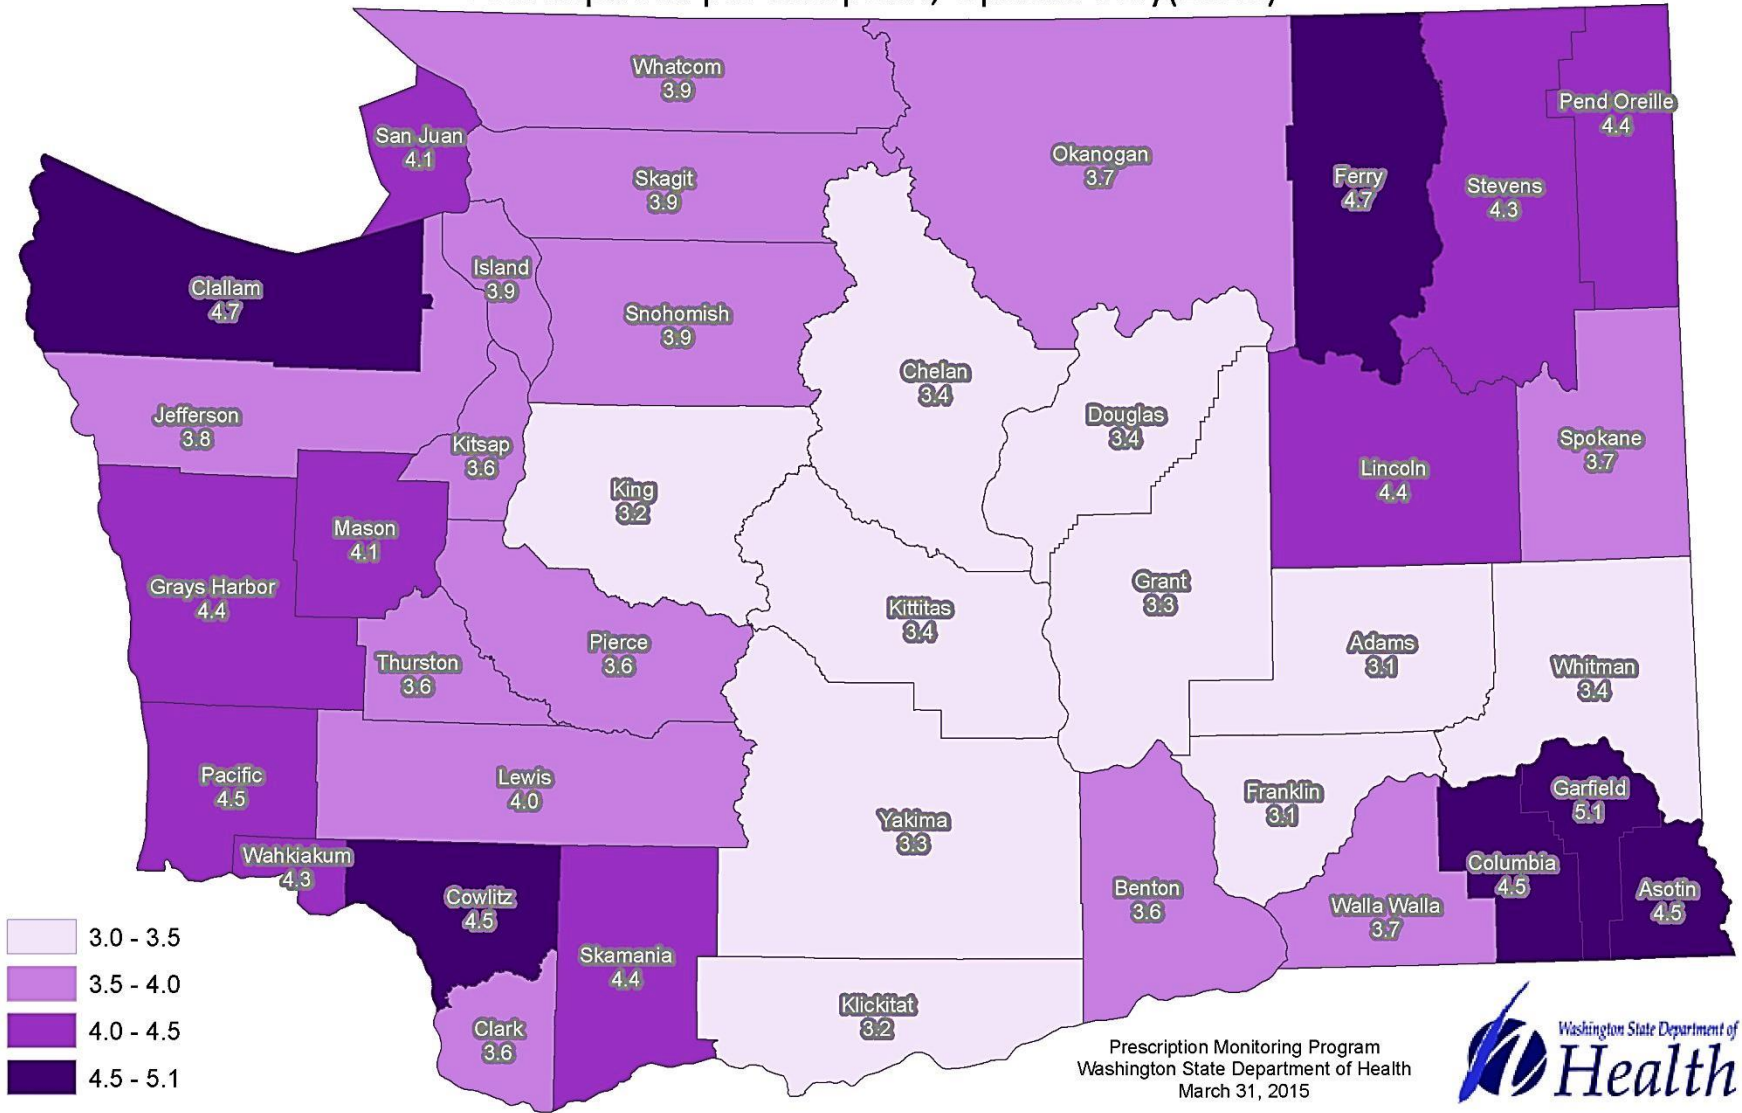 Whatcom
3.9
San Juan
4.1
Skagit
3.9
Okanogan
3.7
Ferry
4.7
Stevens
4.3
Pend Oreille
4.4
Clallam
4.7
Island
3.9
Snohomish
3.9
Chelan
3.4
Douglas
3.4
Jefferson
3.8
Kitsap
3.6
King
3.2
Lincoln
4.4
Spokane
3.7
Mason
4.1
Grays Harbor
4.4
Kittitas
3.4
Grant
3.3
Adams
3.1
Whitman
3.4
Thurston
3.6
Pierce
3.6
Pacific
4.5
Lewis
4.0
Yakima
3.3
Franklin
3.1
Garfield
5.1
Wahkiakum
4.3
Cowlitz
4.5
Benton
3.6
Walla Walla
3.7
Columbia
4.5
Asotin
4.5
Skamania
4.4
Clark
3.6
Klickitat
3.2
3.0 - 3.5
3.5 - 4.0
4.0 - 4.5
4.5 - 5.1
Prescription Monitoring Program
Washington State Department of Health
March 31, 2015
Washington State Department of
Health